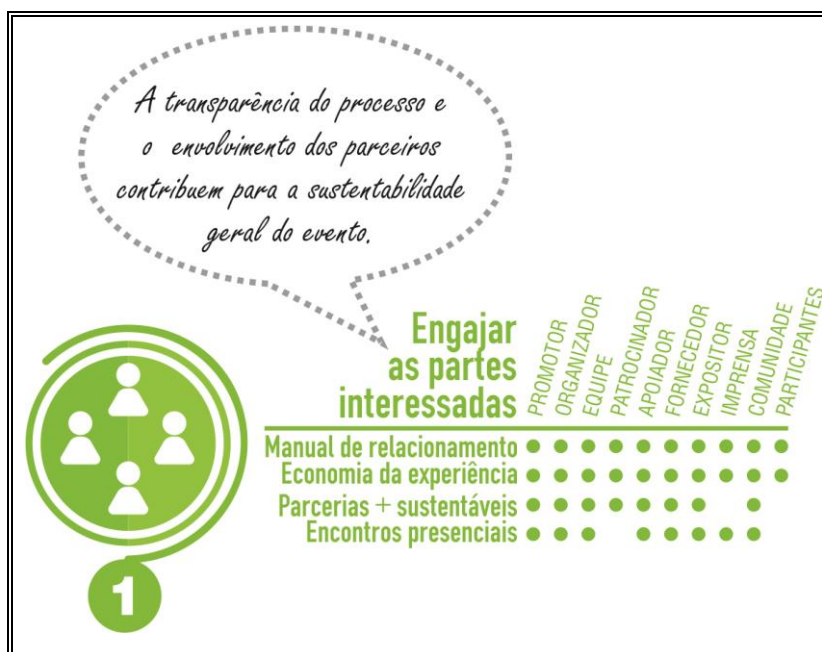 A transparência do processo e
o envolvimento dos parceiros
contribuem para a sustentabilidade
geral do evento.
Engajar
as partes
interessadas
PROMOTOR
ORGANIZADOR
EQUIPE
PATROCINADOR
APOIADOR
FORNECEDOR
EXPOSITOR
IMPRENSA
COMUNIDADE
PARTICIPANTES
Manual de relacionamento
Economia da experiência
Parcerias + sustentáveis
Encontros presenciais
1